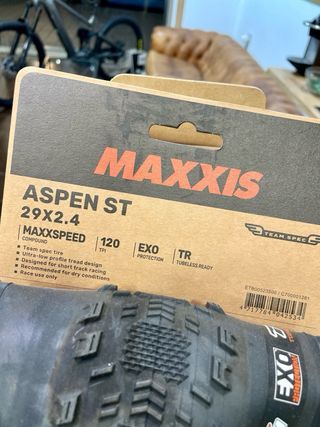 MAXXIS
ASPEN ST
29X2.4
MAXXSPEED 120 EXO TR
COMPOUND TPI PROTECTION TUBELESS READY
TEAM SPEC
• Team spec tire
• Ultra-low profile tread design
• Designed for short track racing
• Recommended for dry conditions
• Race use only
EXO
PROTECTION